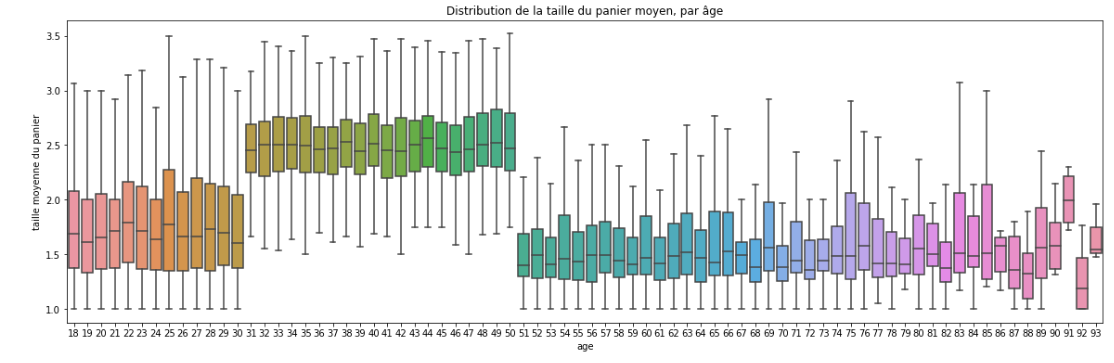 Distribution de la taille du panier moyen, par âge
taille moyenne du panier
3.5
3.0
2.5
2.0
1.5
1.0
18 19 20 21 22 23 24 25 26 27 28 29 30 31 32 33 34 35 36 37 38 39 40 41 42 43 44 45 46 47 48 49 50 51 52 53 54 55 56 57 58 59 60 61 62 63 64 65 66 67 68 69 70 71 72 73 74 75 76 77 78 79 80 81 82 83 84 85 86 87 88 89 90 91 92 93
age